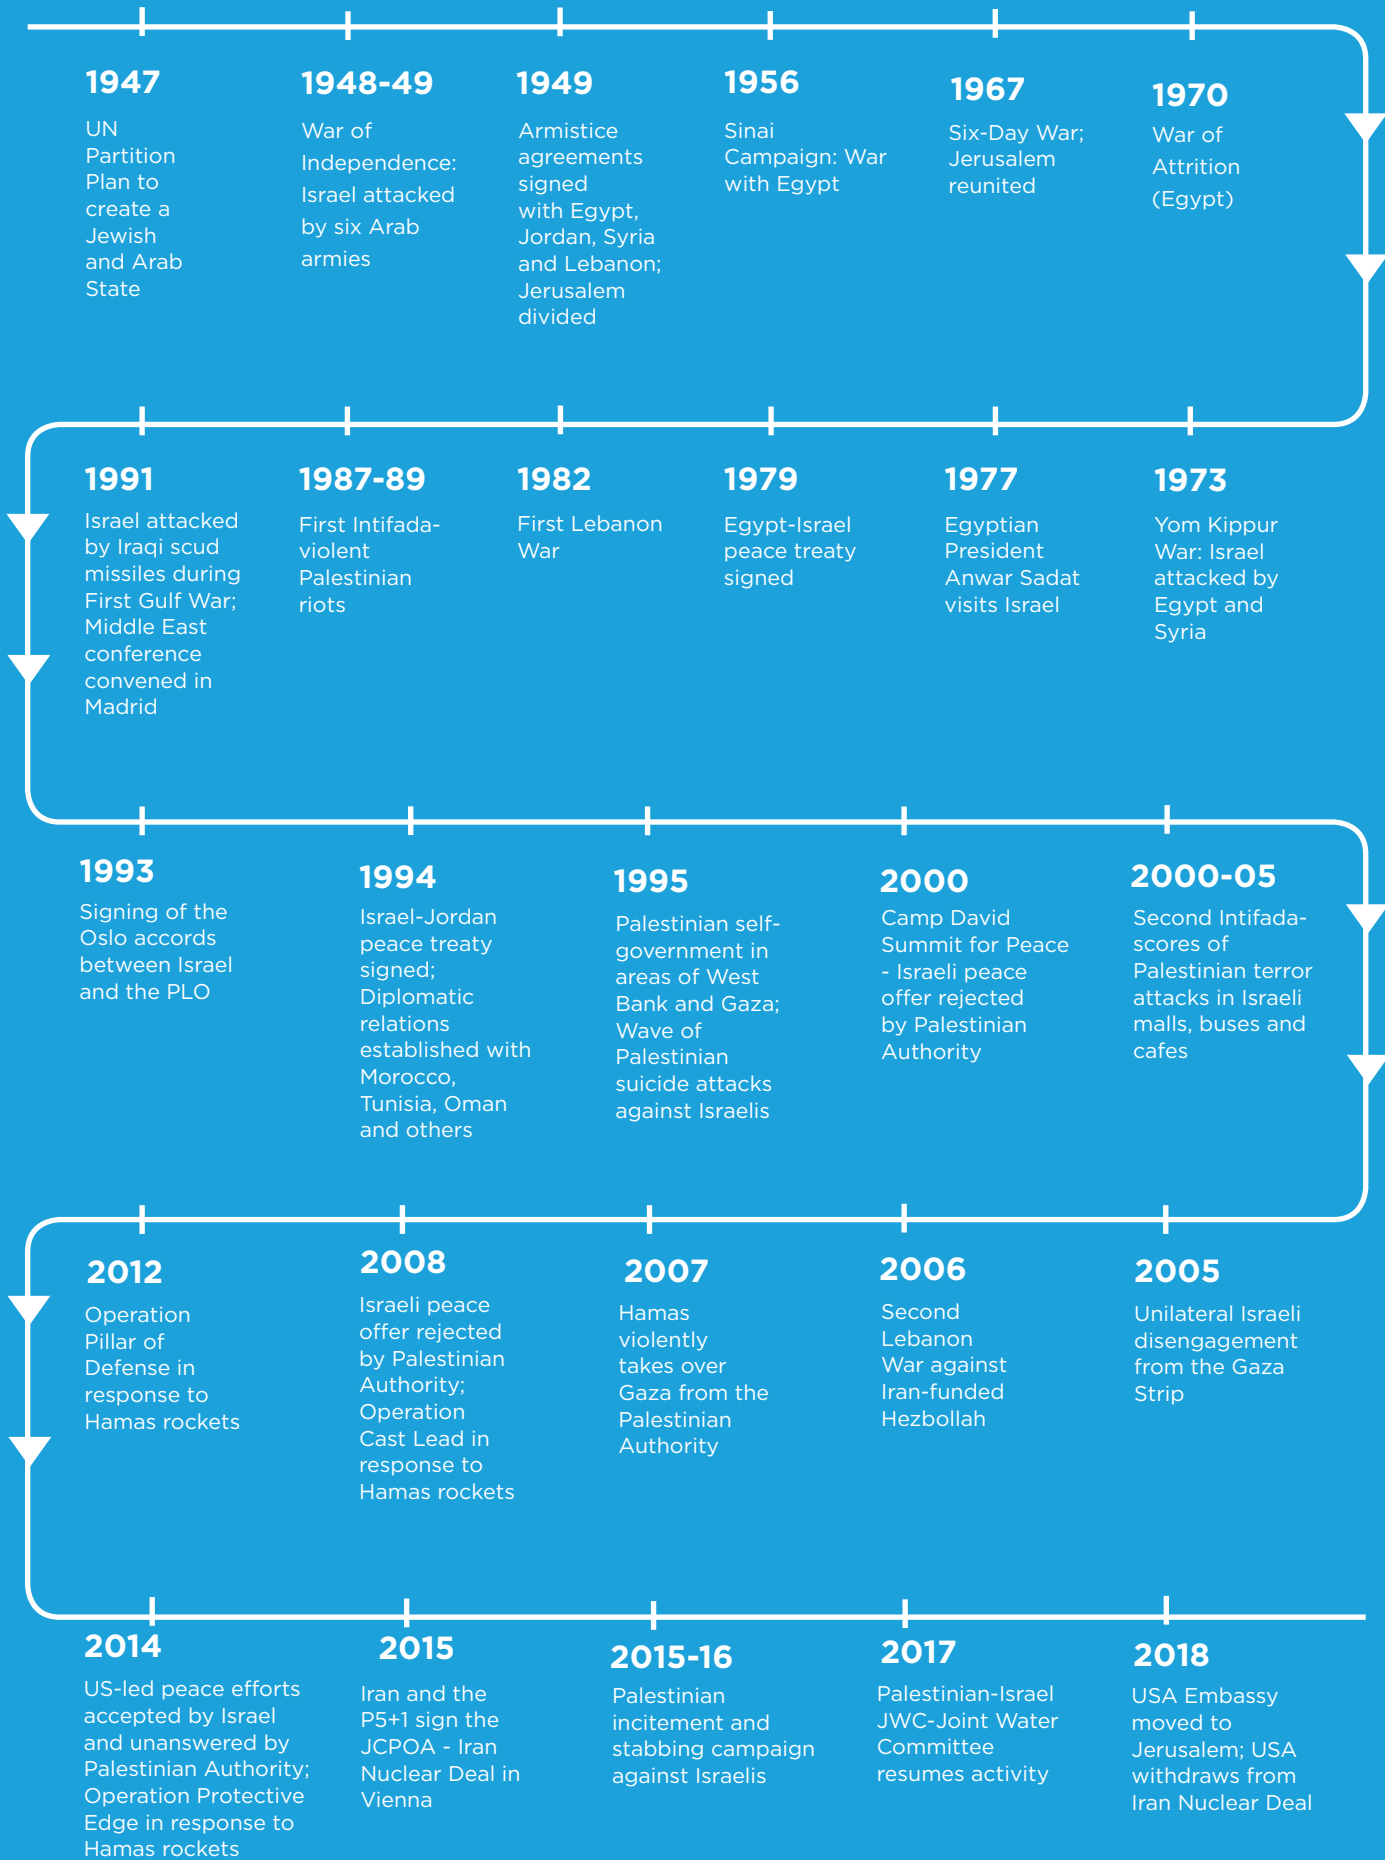 1947
UN
Partition
Plan to
create a
Jewish
and Arab
State
1948-49
War of
Independence:
Israel attacked
by six Arab
armies
1949
Armistice
agreements
signed
with Egypt,
Jordan, Syria
and Lebanon;
Jerusalem
divided
1956
Sinai
Campaign: War
with Egypt
1967
Six-Day War;
Jerusalem
reunited
1970
War of
Attrition
(Egypt)
1973
Yom Kippur
War: Israel
attacked by
Egypt and
Syria
1977
Egyptian
President
Anwar Sadat
visits Israel
1979
Egypt-Israel
peace treaty
signed
1982
First Lebanon
War
1987-89
First Intifada-
violent
Palestinian
riots
1991
Israel attacked
by Iraqi scud
missiles during
First Gulf War;
Middle East
conference
convened in
Madrid
1993
Signing of the
Oslo accords
between Israel
and the PLO
1994
Israel-Jordan
peace treaty
signed;
Diplomatic
relations
established with
Morocco,
Tunisia, Oman
and others
1995
Palestinian self-
government in
areas of West
Bank and Gaza;
Wave of
Palestinian
suicide attacks
against Israelis
2000
Camp David
Summit for Peace
- Israeli peace
offer rejected
by Palestinian
Authority
2000-05
Second Intifada-
scores of
Palestinian terror
attacks in Israeli
malls, buses and
cafes
2005
Unilateral Israeli
disengagement
from the Gaza
Strip
2006
Second
Lebanon
War against
Iran-funded
Hezbollah
2007
Hamas
violently
takes over
Gaza from the
Palestinian
Authority
2008
Israeli peace
offer rejected
by Palestinian
Authority;
Operation
Cast Lead in
response to
Hamas rockets
2012
Operation
Pillar of
Defense in
response to
Hamas rockets
2014
US-led peace efforts
accepted by Israel
and unanswered by
Palestinian Authority;
Operation Protective
Edge in response to
Hamas rockets
2015
Iran and the
P5+1 sign the
JCPOA - Iran
Nuclear Deal in
Vienna
2015-16
Palestinian
incitement and
stabbing campaign
against Israelis
2017
Palestinian-Israel
JWC-Joint Water
Committee
resumes activity
2018
USA Embassy
moved to
Jerusalem; USA
withdraws from
Iran Nuclear Deal